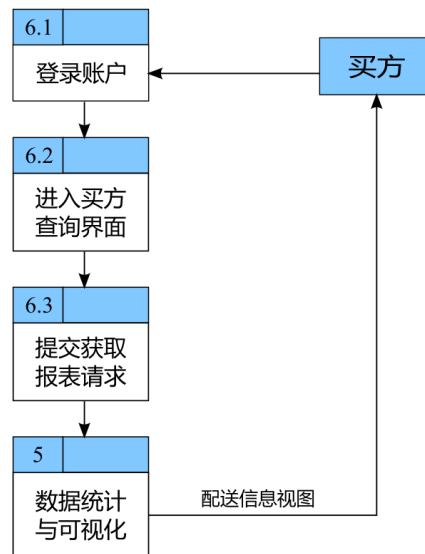 6.1
登录账户
买方
6.2
进入买方
查询界面
6.3
提交获取
报表请求
5
数据统计
与可视化
配送信息视图